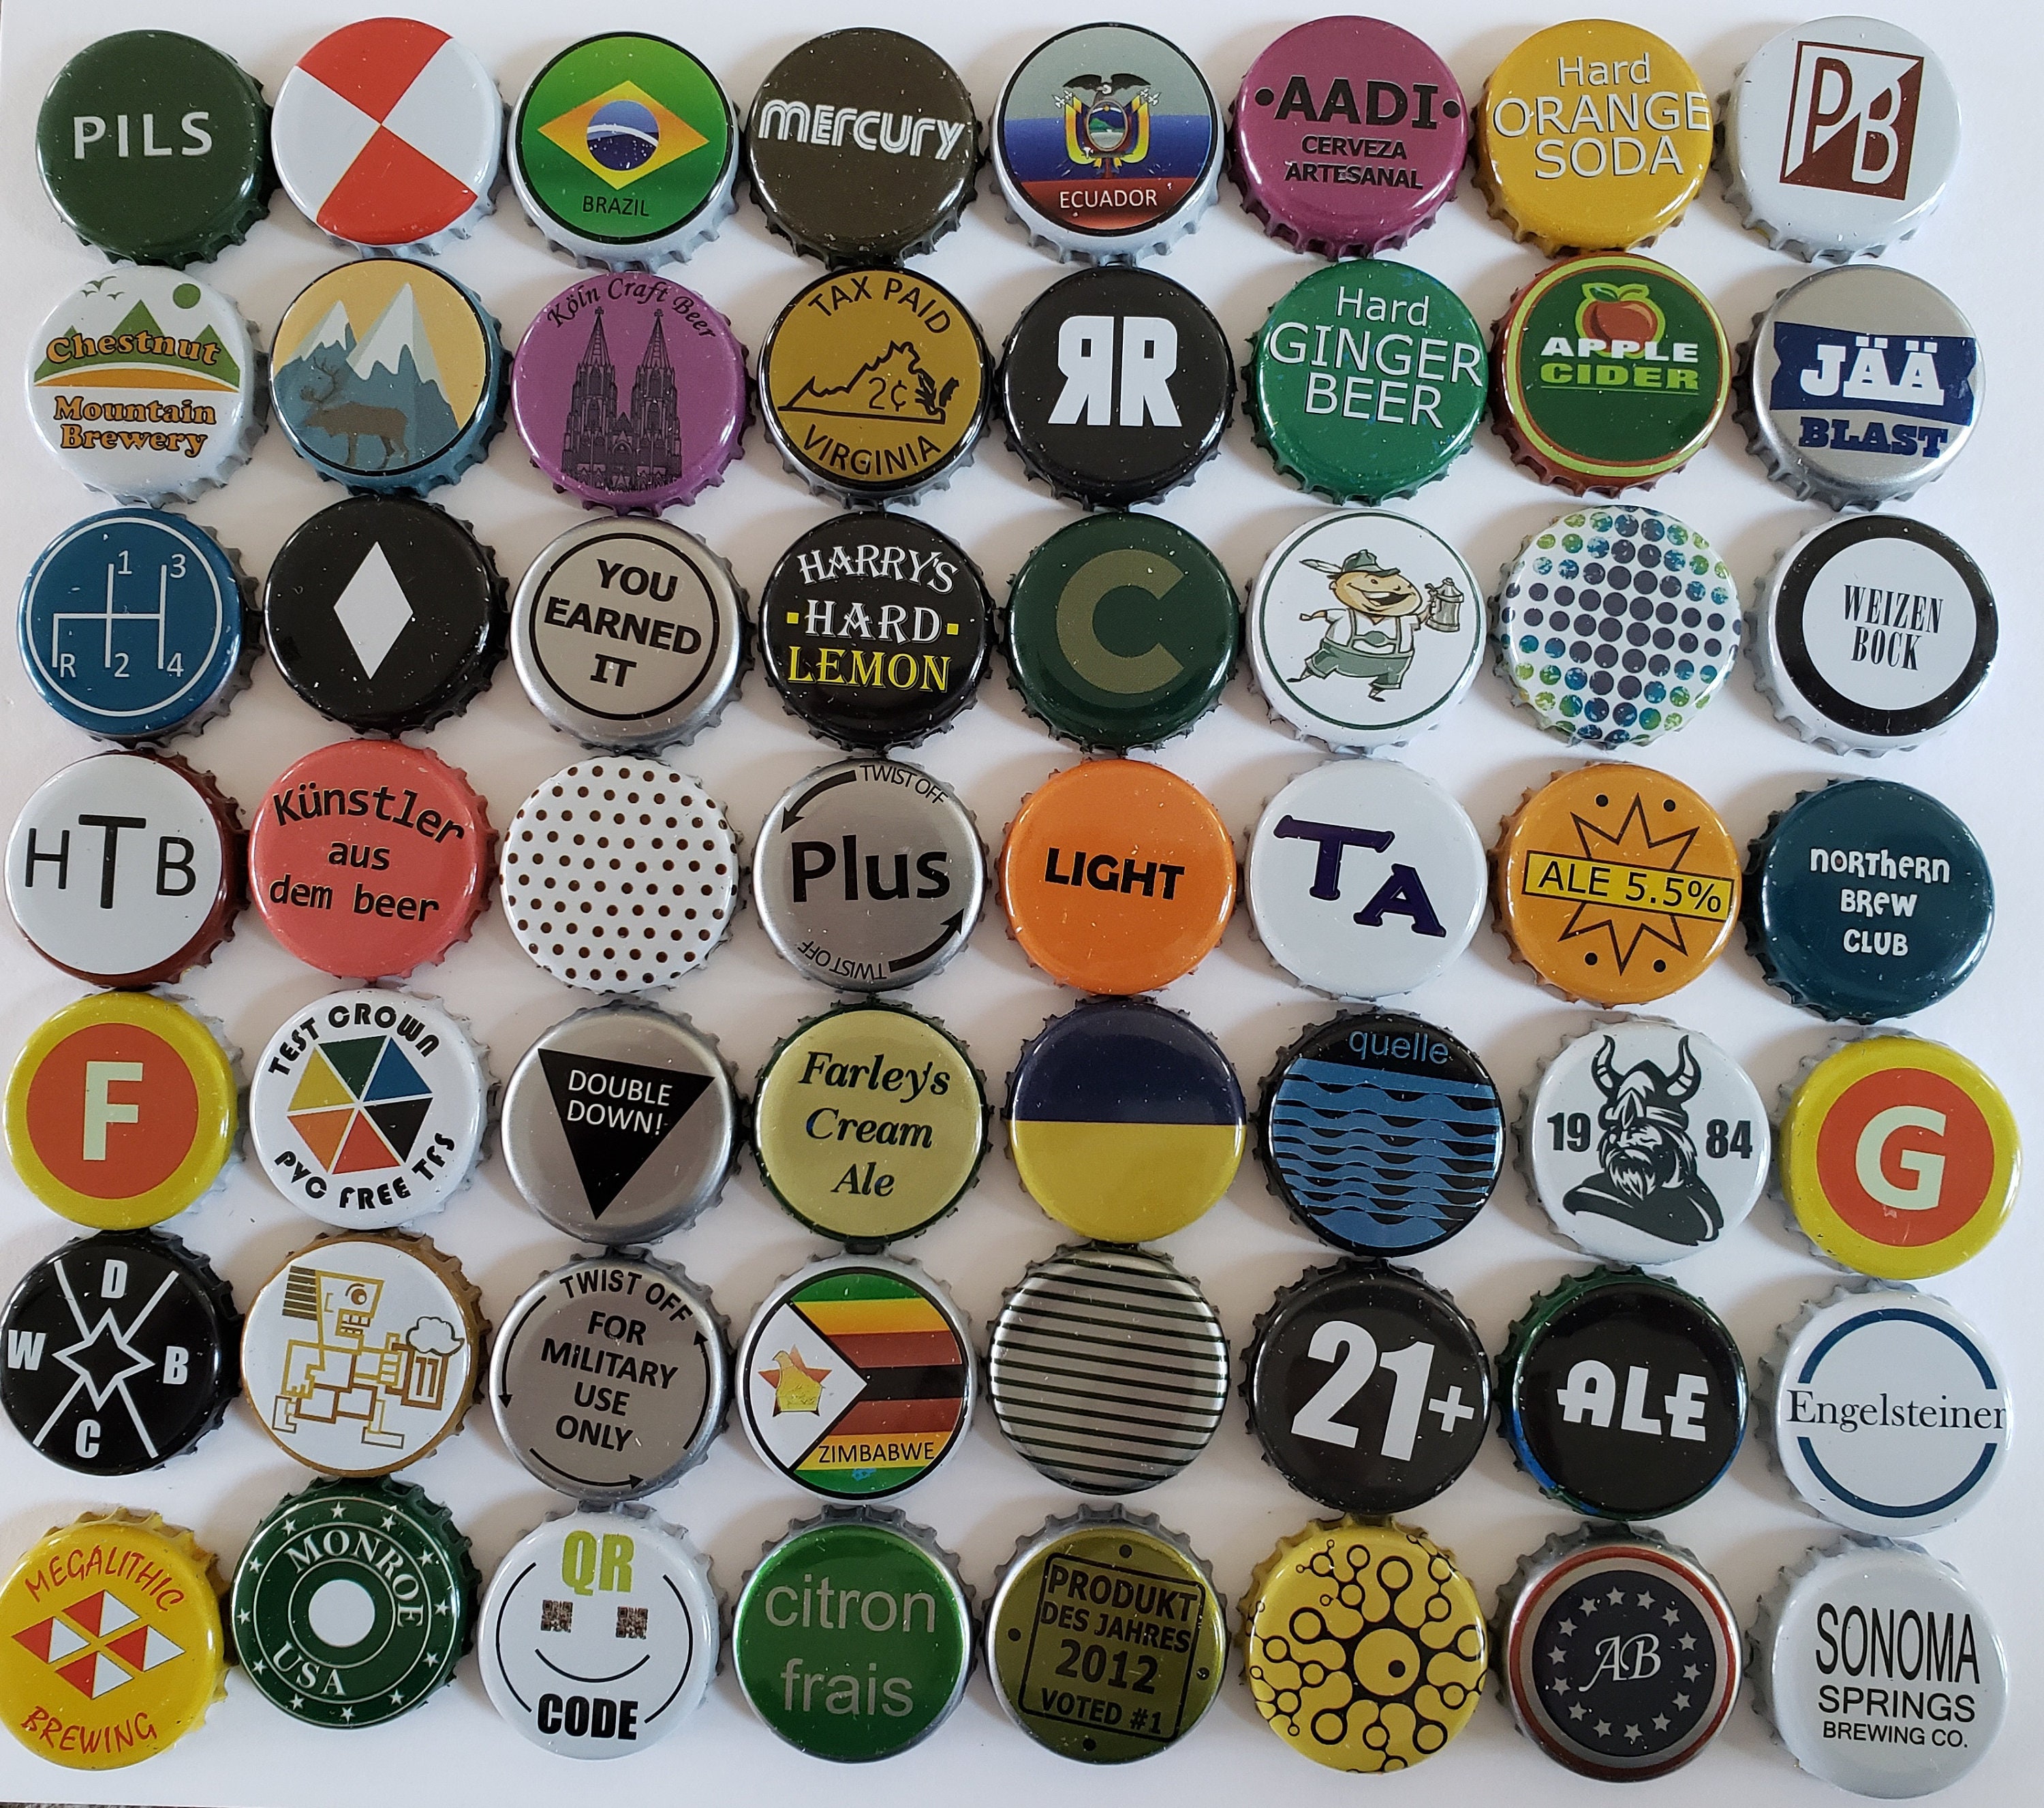 PILS
BRAZIL
MERCURY
ECUADOR
•AADI•
CERVEZA
ARTESANAL
Hard
ORANGE
SODA
PB
Chestnut
Mountain
Brewery
Köln Craft Beer
TAX PAID
2¢
VIRGINIA
ЯR
Hard
GINGER
BEER
APPLE
CIDER
JÄÄ
BLAST
1 3
R 2 4
YOU
EARNED
IT
HARRY'S
·HARD·
LEMON
C
WEIZEN
BOCK
HTB
Künstler
aus
dem beer
TWIST OFF
Plus
TWIST OFF
LIGHT
TA
ALE 5.5%
NORTHERN
BREW
CLUB
F
TEST CROWN
PVC FREE TFS
DOUBLE
DOWN!
Farley's
Cream
Ale
quelle
19 84
G
D
W B
C
TWIST OFF
FOR
MiLITARY
USE
ONLY
ZIMBABWE
21+
ALE
Engelsteiner
MEGALITHIC
BREWING
MONROE
USA
QR
CODE
citron
frais
PRODUKT
DES JAHRES
2012
VOTED #1
AB
SONOMA
SPRINGS
BREWING CO.